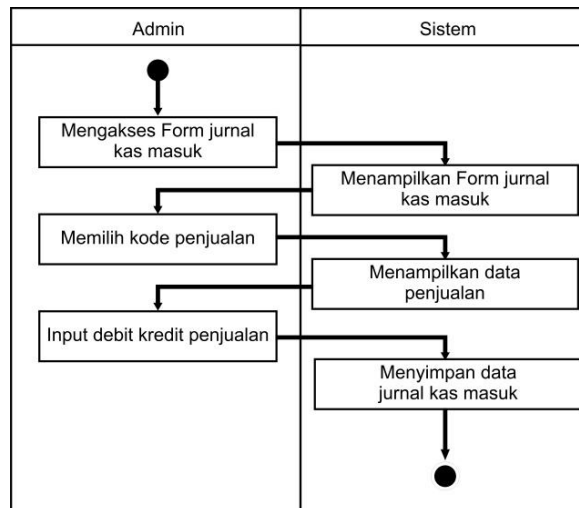 Admin
Sistem
Mengakses Form jurnal
kas masuk
Menampilkan Form jurnal
kas masuk
Memilih kode penjualan
Menampilkan data
penjualan
Input debit kredit penjualan
Menyimpan data
jurnal kas masuk